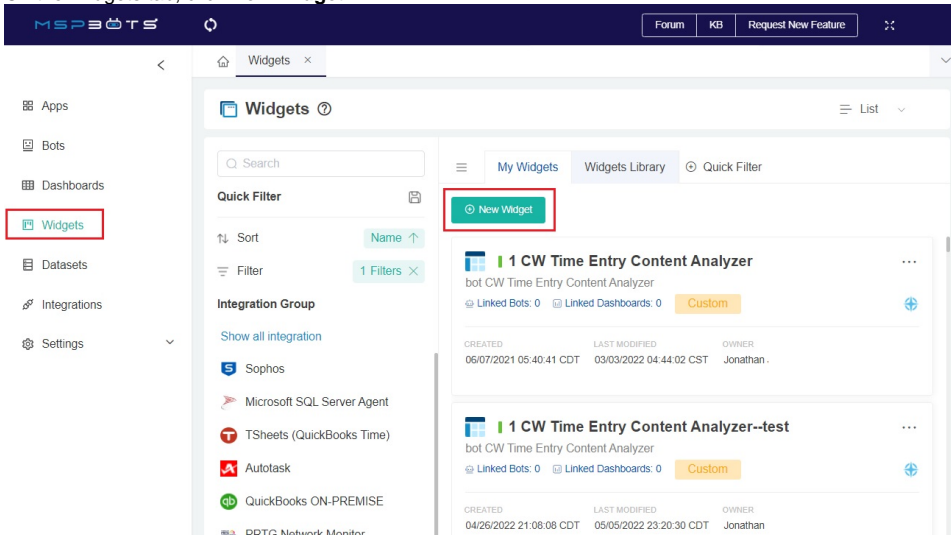 MSPBOTS
Forum
KB
Request New Feature
Widgets ×
Apps
Bots
Dashboards
Widgets
Datasets
Integrations
Settings
Widgets
List
Search
Quick Filter
Sort
Name ↑
Filter
1 Filters ×
Integration Group
Show all integration
Sophos
Microsoft SQL Server Agent
TSheets (QuickBooks Time)
Autotask
QuickBooks ON-PREMISE
PRTG Network Monitor
My Widgets
Widgets Library
Quick Filter
New Widget
1 CW Time Entry Content Analyzer
bot CW Time Entry Content Analyzer
Linked Bots: 0 Linked Dashboards: 0 Custom
CREATED LAST MODIFIED OWNER
06/07/2021 05:40:41 CDT 03/03/2022 04:44:02 CST Jonathan
1 CW Time Entry Content Analyzer--test
bot CW Time Entry Content Analyzer
Linked Bots: 0 Linked Dashboards: 0 Custom
CREATED LAST MODIFIED OWNER
04/26/2022 21:08:08 CDT 05/05/2022 23:20:30 CDT Jonathan